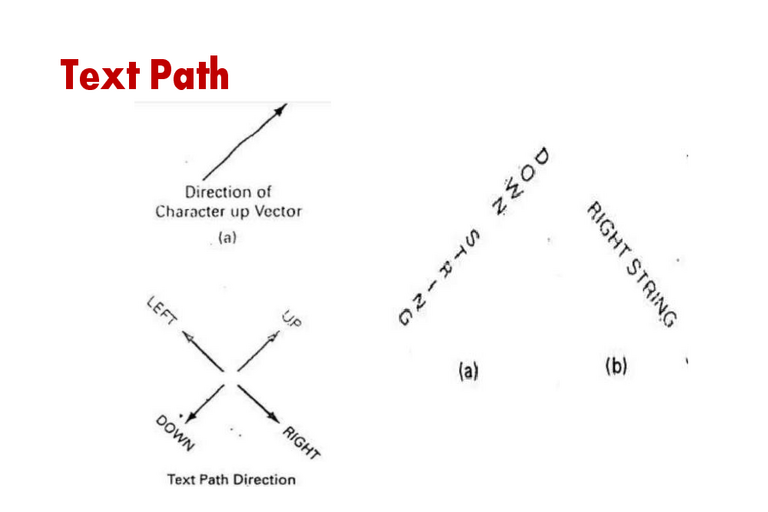 Text Path
Direction of
Character up Vector
(a)
LEFT
UP
DOWN
RIGHT
Text Path Direction
DOWN STRING
(a)
RIGHT STRING
(b)